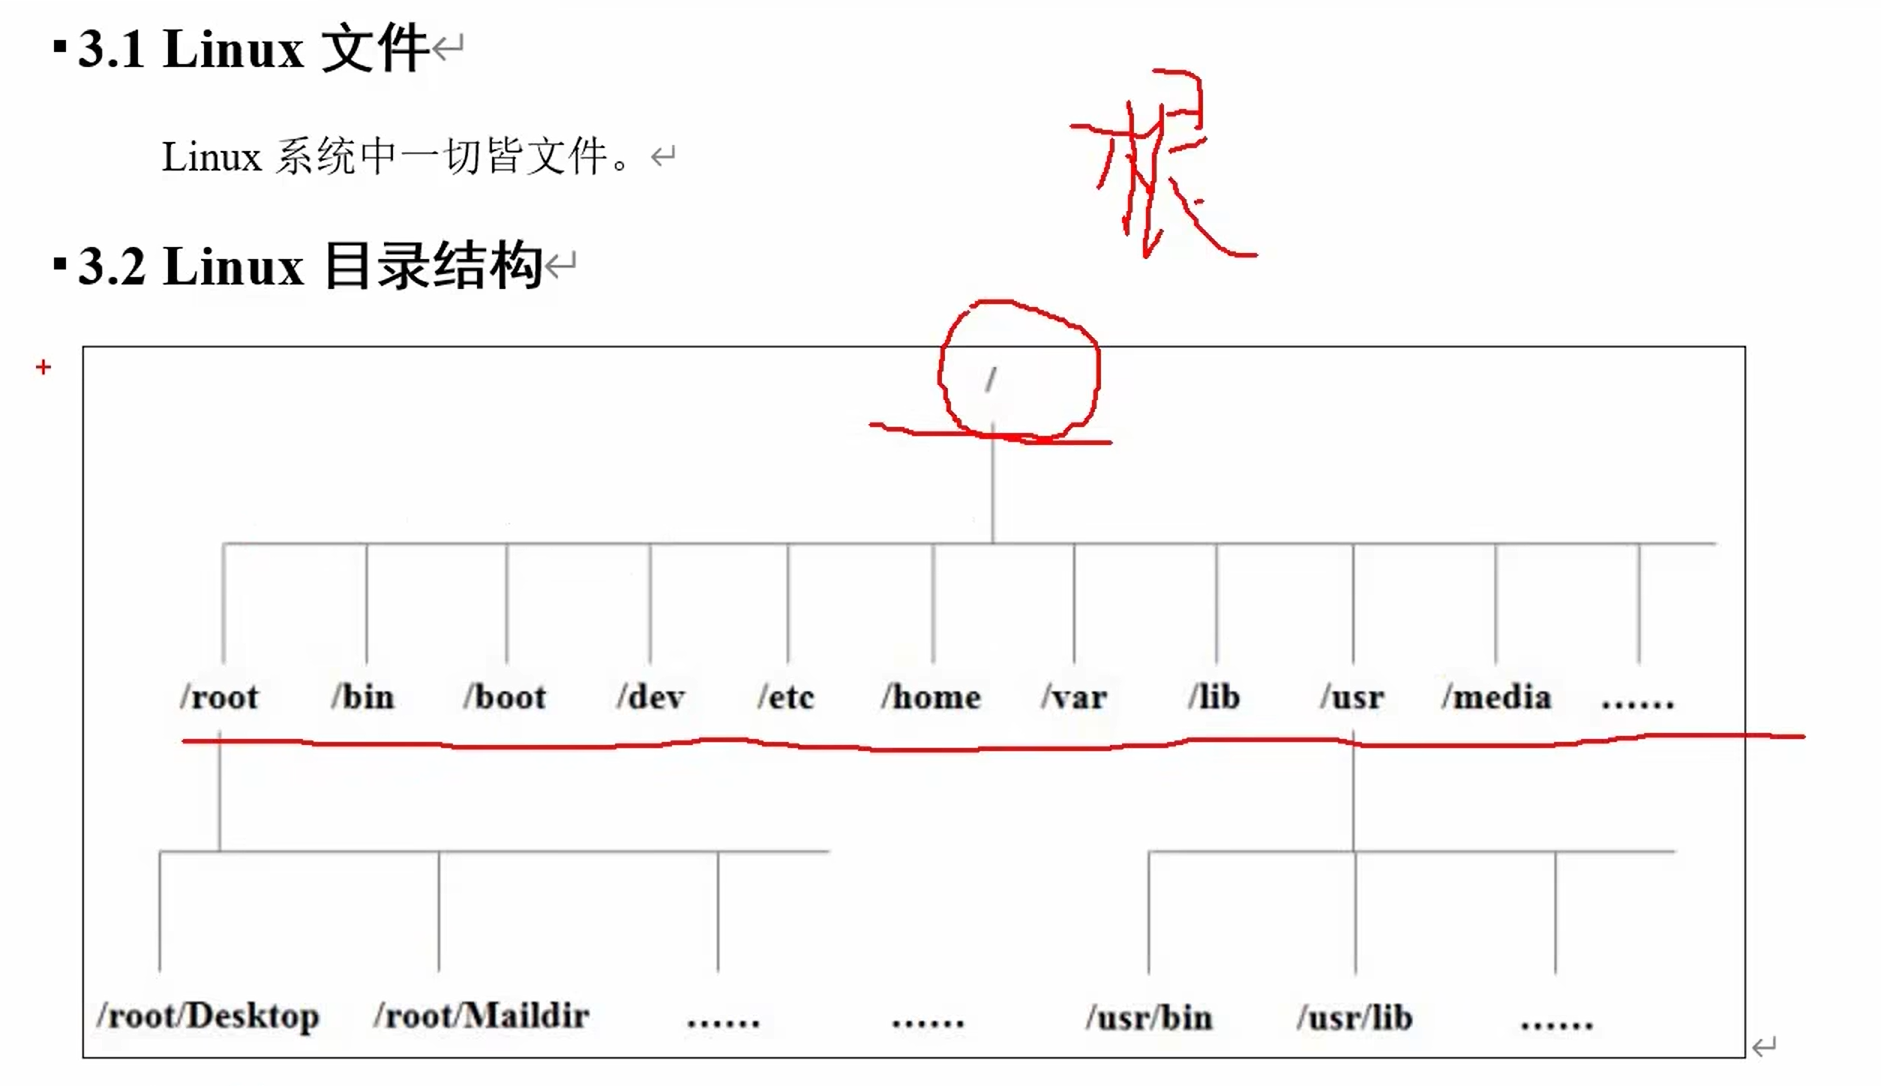 ▪3.1 Linux 文件↵
根
Linux 系统中一切皆文件。↵
▪3.2 Linux 目录结构↵
/
/root /bin /boot /dev /etc /home /var /lib /usr /media ……
/root/Desktop /root/Maildir …… …… /usr/bin /usr/lib ……